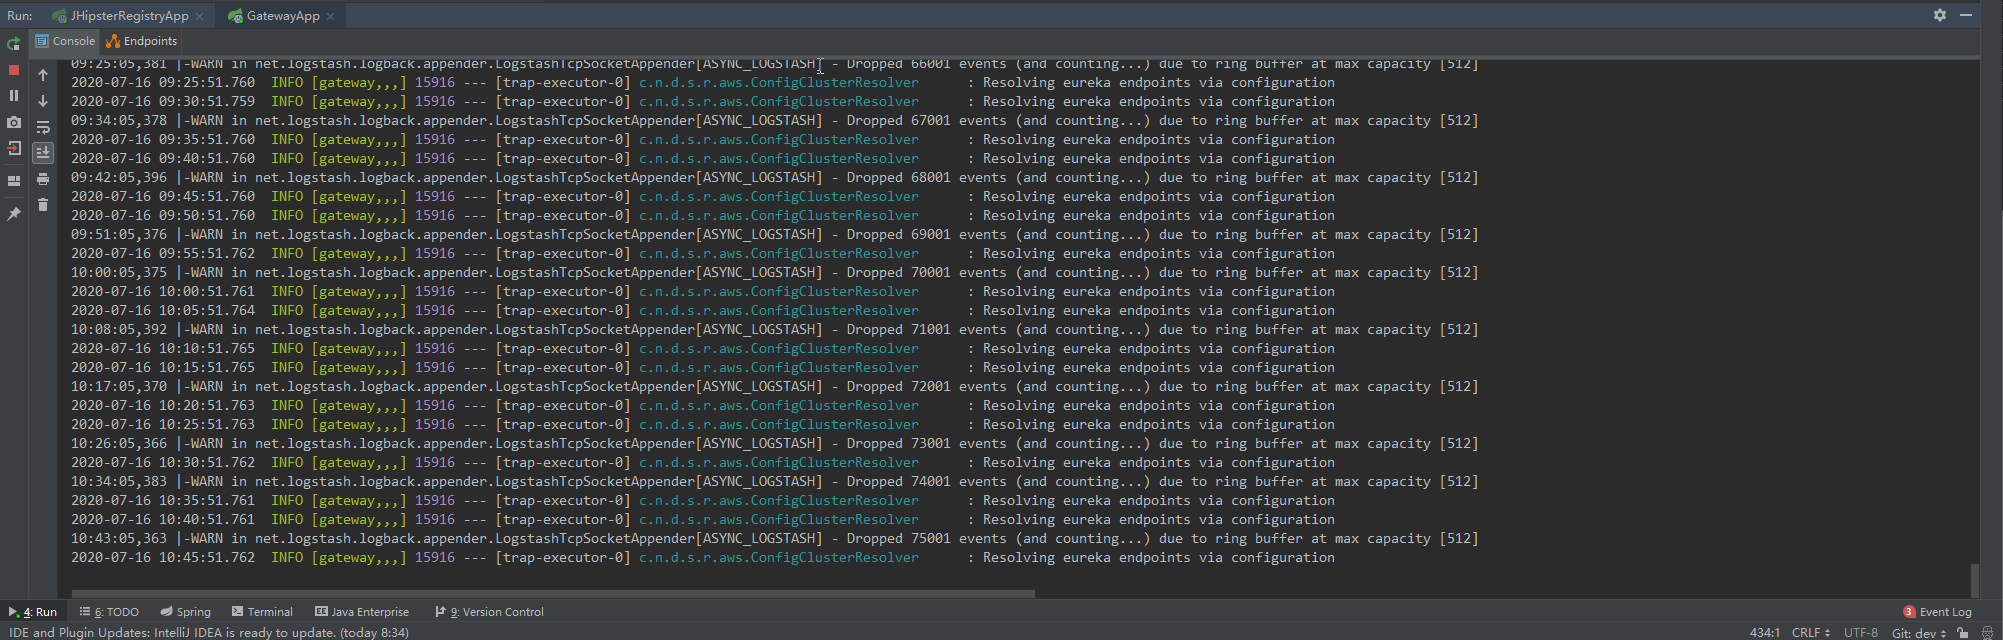 Run: JHipsterRegistryApp × GatewayApp ×
Console Endpoints
09:25:05,381 |-WARN in net.logstash.logback.appender.LogstashTcpSocketAppender[ASYNC_LOGSTASH] - Dropped 66001 events (and counting...) due to ring buffer at max capacity [512]
2020-07-16 09:25:51.760  INFO [gateway,,,] 15916 --- [trap-executor-0] c.n.d.s.r.aws.ConfigClusterResolver      : Resolving eureka endpoints via configuration
2020-07-16 09:30:51.759  INFO [gateway,,,] 15916 --- [trap-executor-0] c.n.d.s.r.aws.ConfigClusterResolver      : Resolving eureka endpoints via configuration
09:34:05,378 |-WARN in net.logstash.logback.appender.LogstashTcpSocketAppender[ASYNC_LOGSTASH] - Dropped 67001 events (and counting...) due to ring buffer at max capacity [512]
2020-07-16 09:35:51.760  INFO [gateway,,,] 15916 --- [trap-executor-0] c.n.d.s.r.aws.ConfigClusterResolver      : Resolving eureka endpoints via configuration
2020-07-16 09:40:51.760  INFO [gateway,,,] 15916 --- [trap-executor-0] c.n.d.s.r.aws.ConfigClusterResolver      : Resolving eureka endpoints via configuration
09:42:05,396 |-WARN in net.logstash.logback.appender.LogstashTcpSocketAppender[ASYNC_LOGSTASH] - Dropped 68001 events (and counting...) due to ring buffer at max capacity [512]
2020-07-16 09:45:51.760  INFO [gateway,,,] 15916 --- [trap-executor-0] c.n.d.s.r.aws.ConfigClusterResolver      : Resolving eureka endpoints via configuration
2020-07-16 09:50:51.760  INFO [gateway,,,] 15916 --- [trap-executor-0] c.n.d.s.r.aws.ConfigClusterResolver      : Resolving eureka endpoints via configuration
09:51:05,376 |-WARN in net.logstash.logback.appender.LogstashTcpSocketAppender[ASYNC_LOGSTASH] - Dropped 69001 events (and counting...) due to ring buffer at max capacity [512]
2020-07-16 09:55:51.762  INFO [gateway,,,] 15916 --- [trap-executor-0] c.n.d.s.r.aws.ConfigClusterResolver      : Resolving eureka endpoints via configuration
10:00:05,375 |-WARN in net.logstash.logback.appender.LogstashTcpSocketAppender[ASYNC_LOGSTASH] - Dropped 70001 events (and counting...) due to ring buffer at max capacity [512]
2020-07-16 10:00:51.761  INFO [gateway,,,] 15916 --- [trap-executor-0] c.n.d.s.r.aws.ConfigClusterResolver      : Resolving eureka endpoints via configuration
2020-07-16 10:05:51.764  INFO [gateway,,,] 15916 --- [trap-executor-0] c.n.d.s.r.aws.ConfigClusterResolver      : Resolving eureka endpoints via configuration
10:08:05,392 |-WARN in net.logstash.logback.appender.LogstashTcpSocketAppender[ASYNC_LOGSTASH] - Dropped 71001 events (and counting...) due to ring buffer at max capacity [512]
2020-07-16 10:10:51.765  INFO [gateway,,,] 15916 --- [trap-executor-0] c.n.d.s.r.aws.ConfigClusterResolver      : Resolving eureka endpoints via configuration
2020-07-16 10:15:51.765  INFO [gateway,,,] 15916 --- [trap-executor-0] c.n.d.s.r.aws.ConfigClusterResolver      : Resolving eureka endpoints via configuration
10:17:05,370 |-WARN in net.logstash.logback.appender.LogstashTcpSocketAppender[ASYNC_LOGSTASH] - Dropped 72001 events (and counting...) due to ring buffer at max capacity [512]
2020-07-16 10:20:51.763  INFO [gateway,,,] 15916 --- [trap-executor-0] c.n.d.s.r.aws.ConfigClusterResolver      : Resolving eureka endpoints via configuration
2020-07-16 10:25:51.763  INFO [gateway,,,] 15916 --- [trap-executor-0] c.n.d.s.r.aws.ConfigClusterResolver      : Resolving eureka endpoints via configuration
10:26:05,366 |-WARN in net.logstash.logback.appender.LogstashTcpSocketAppender[ASYNC_LOGSTASH] - Dropped 73001 events (and counting...) due to ring buffer at max capacity [512]
2020-07-16 10:30:51.762  INFO [gateway,,,] 15916 --- [trap-executor-0] c.n.d.s.r.aws.ConfigClusterResolver      : Resolving eureka endpoints via configuration
10:34:05,383 |-WARN in net.logstash.logback.appender.LogstashTcpSocketAppender[ASYNC_LOGSTASH] - Dropped 74001 events (and counting...) due to ring buffer at max capacity [512]
2020-07-16 10:35:51.761  INFO [gateway,,,] 15916 --- [trap-executor-0] c.n.d.s.r.aws.ConfigClusterResolver      : Resolving eureka endpoints via configuration
2020-07-16 10:40:51.761  INFO [gateway,,,] 15916 --- [trap-executor-0] c.n.d.s.r.aws.ConfigClusterResolver      : Resolving eureka endpoints via configuration
10:43:05,363 |-WARN in net.logstash.logback.appender.LogstashTcpSocketAppender[ASYNC_LOGSTASH] - Dropped 75001 events (and counting...) due to ring buffer at max capacity [512]
2020-07-16 10:45:51.762  INFO [gateway,,,] 15916 --- [trap-executor-0] c.n.d.s.r.aws.ConfigClusterResolver      : Resolving eureka endpoints via configuration
4: Run 6: TODO Spring Terminal Java Enterprise 9: Version Control 3 Event Log
IDE and Plugin Updates: IntelliJ IDEA is ready to update. (today 8:34) 434:1 CRLF UTF-8 Git: dev